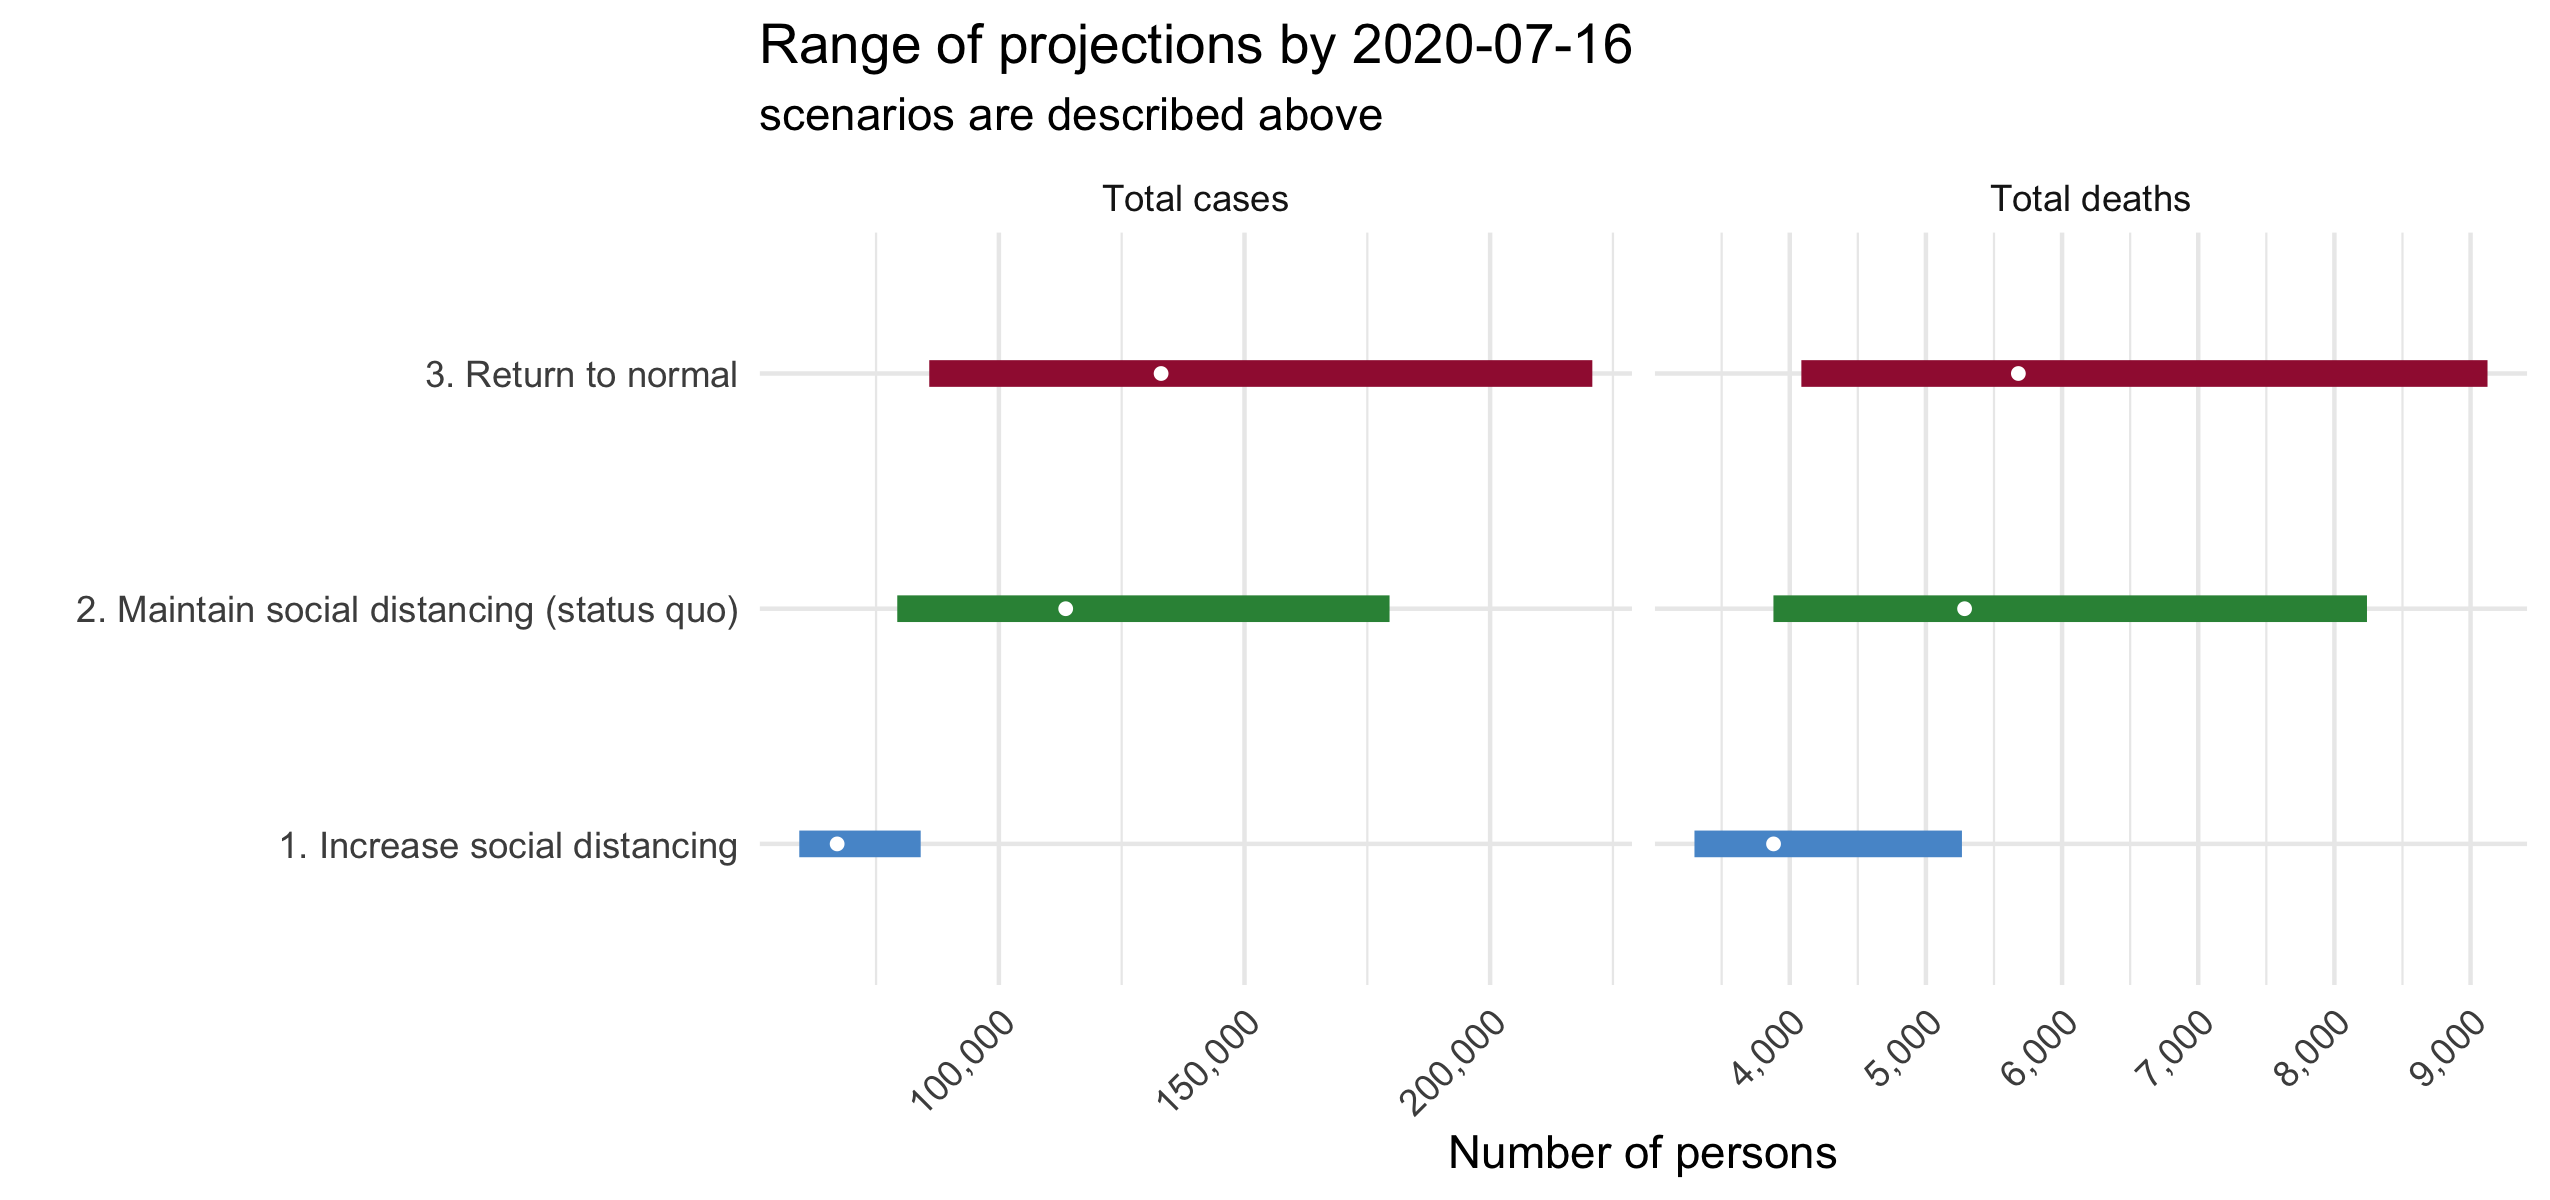 Range of projections by 2020-07-16
scenarios are described above
Total cases
Total deaths
3. Return to normal
2. Maintain social distancing (status quo)
1. Increase social distancing
100,000
150,000
200,000
4,000
5,000
6,000
7,000
8,000
9,000
Number of persons